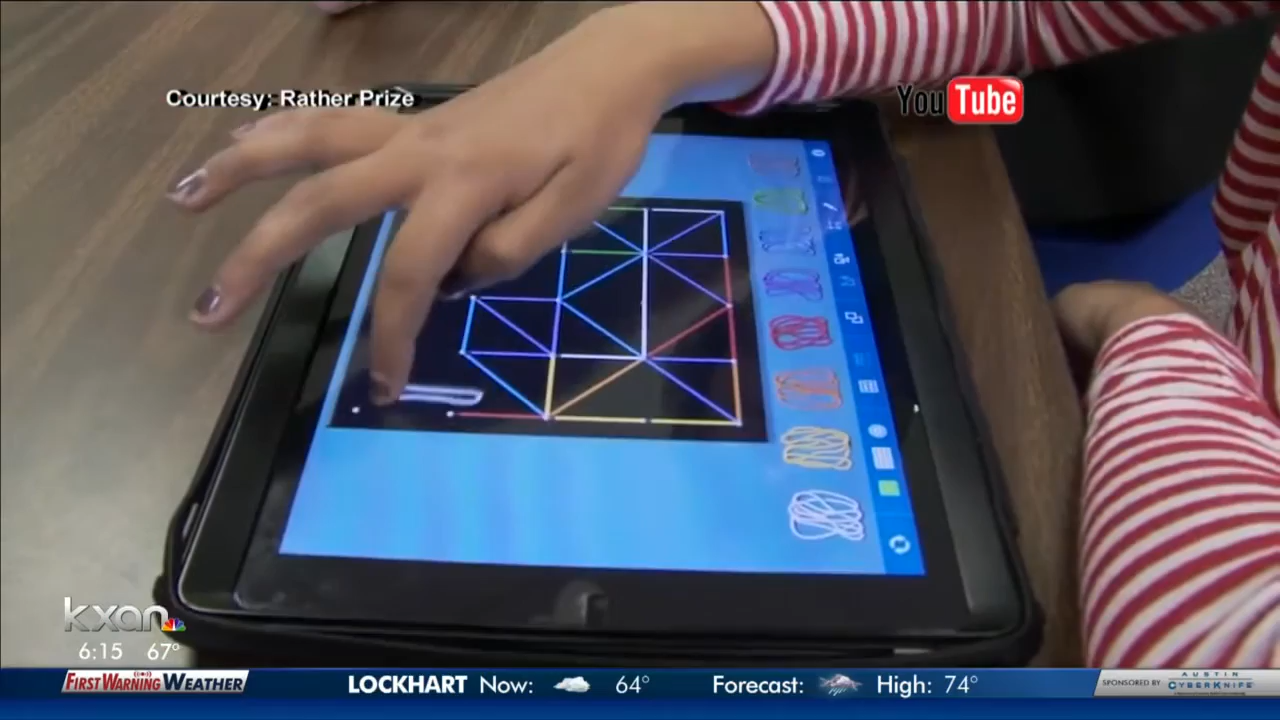 Courtesy: Rather Prize
YouTube
kxan
6:15 67°
FIRST WARNING WEATHER
LOCKHART Now: 64° Forecast: High: 74°
SPONSORED BY
AUSTIN
CYBERKNIFE